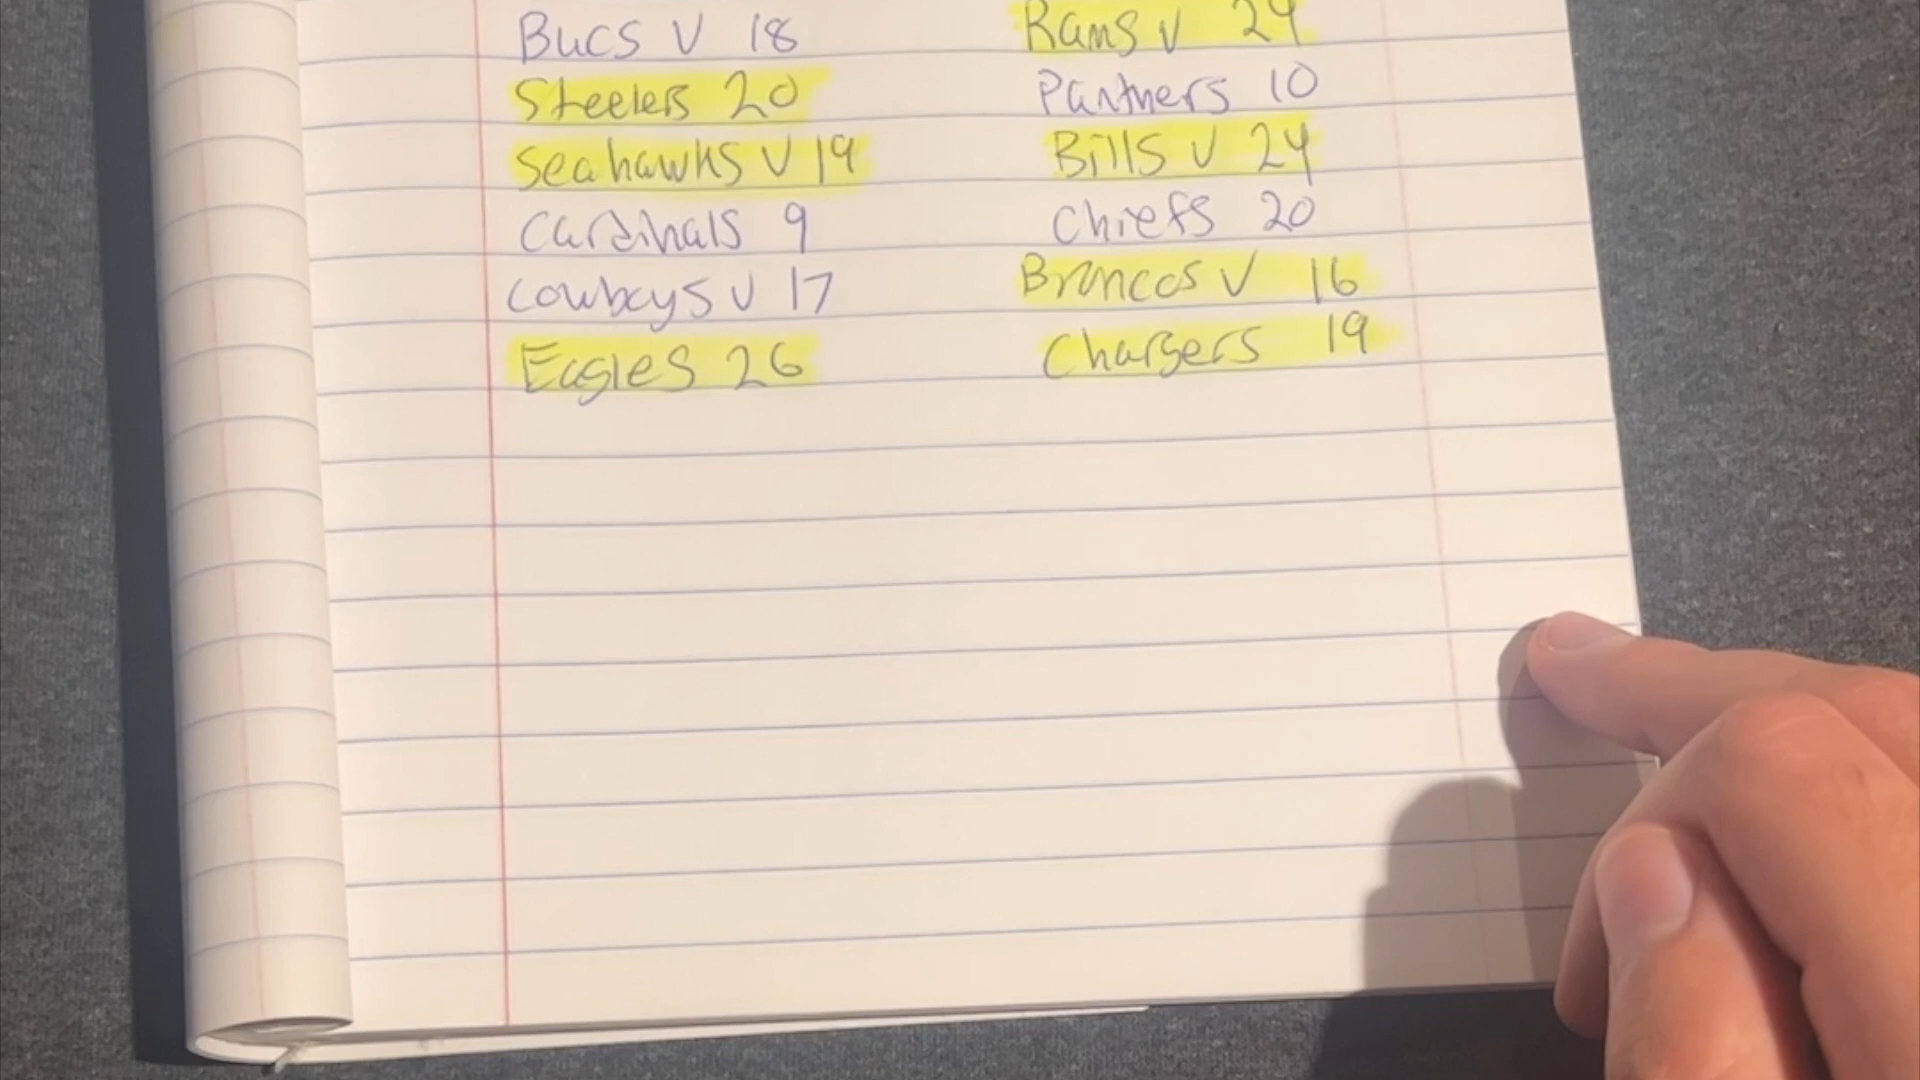 Bucs V 18
Steelers 20
Seahawks V 19
Cardinals 9
Cowboys V 17
Eagles 26
Rams V 24
Panthers 10
Bills V 24
Chiefs 20
Broncos V 16
Chargers 19